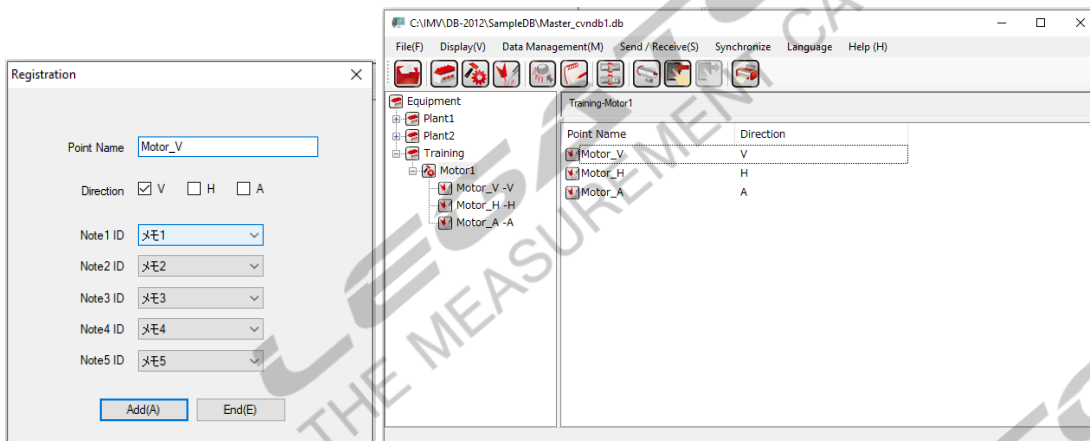 Registration
Point Name Motor_V
Direction V H A
Note1 ID メモ1
Note2 ID メモ2
Note3 ID メモ3
Note4 ID メモ4
Note5 ID メモ5
Add(A) End(E)
C:\IMV\DB-2012\SampleDB\Master_cvndb1.db
File(F) Display(V) Data Management(M) Send / Receive(S) Synchronize Language Help (H)
Equipment
Plant1
Plant2
Training
Motor1
Motor_V -V
Motor_H -H
Motor_A -A
Training-Motor1
Point Name Direction
Motor_V V
Motor_H H
Motor_A A
THE MEASUREMENT CA